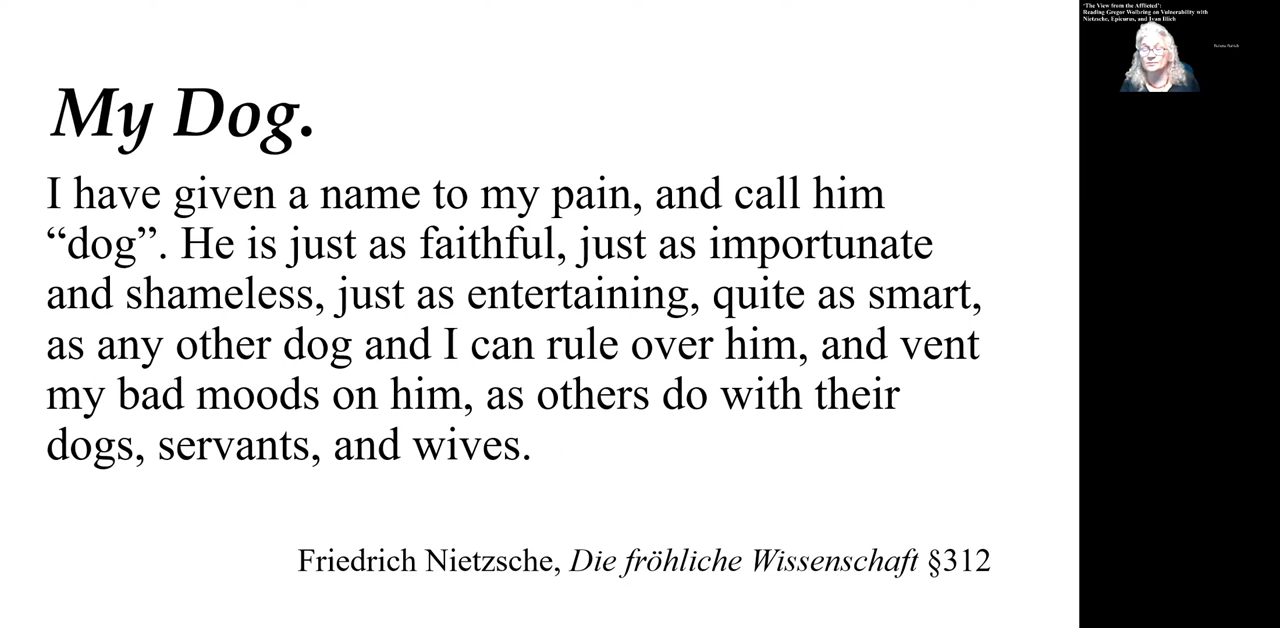 My Dog.
I have given a name to my pain, and call him
“dog”. He is just as faithful, just as importunate
and shameless, just as entertaining, quite as smart,
as any other dog and I can rule over him, and vent
my bad moods on him, as others do with their
dogs, servants, and wives.
Friedrich Nietzsche, Die fröhliche Wissenschaft §312
‘The View from the Afflicted’:
Reading Gregor Wolbring on Vulnerability with
Nietzsche, Epicurus, and Ivan Illich